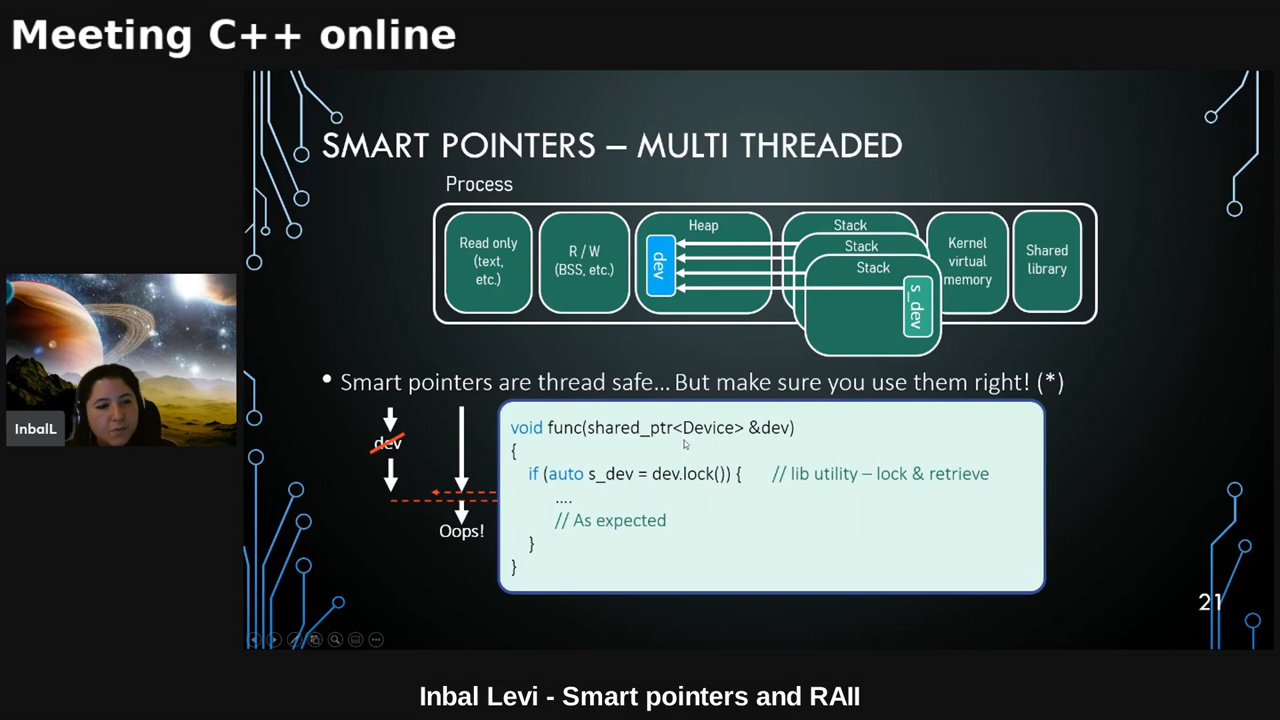 Meeting C++ online
SMART POINTERS – MULTI THREADED
Process
Read only
(text,
etc.)
R / W
(BSS, etc.)
Heap
dev
Stack
Stack
Stack
s_dev
Kernel
virtual
memory
Shared
library
• Smart pointers are thread safe... But make sure you use them right! (*)
dev
Oops!
void func(shared_ptr<Device> &dev)
{
if (auto s_dev = dev.lock()) { // lib utility – lock & retrieve
....
// As expected
}
}
InbalL
21
Inbal Levi - Smart pointers and RAII